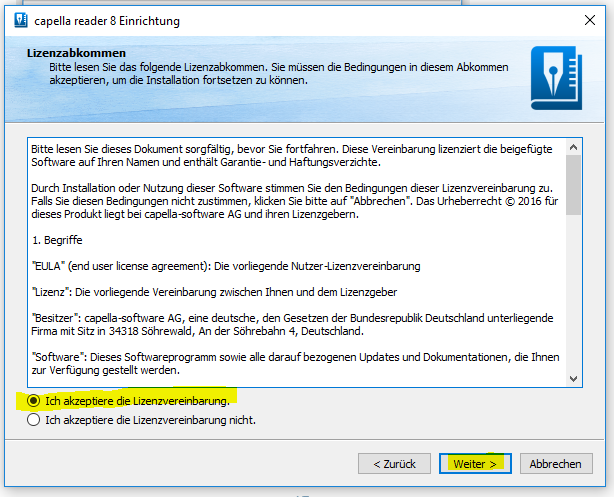 capella reader 8 Einrichtung
Lizenzabkommen
Bitte lesen Sie das folgende Lizenzabkommen. Sie müssen die Bedingungen in diesem Abkommen
akzeptieren, um die Installation fortsetzen zu können.
Bitte lesen Sie dieses Dokument sorgfältig, bevor Sie fortfahren. Diese Vereinbarung lizenziert die beigefügte
Software auf Ihren Namen und enthält Garantie- und Haftungsverzichte.
Durch Installation oder Nutzung dieser Software stimmen Sie den Bedingungen dieser Lizenzvereinbarung zu.
Falls Sie diesen Bedingungen nicht zustimmen, klicken Sie bitte auf "Abbrechen". Das Urheberrecht © 2016 für
dieses Produkt liegt bei capella-software AG und ihren Lizenzgebern.
1. Begriffe
"EULA" (end user license agreement): Die vorliegende Nutzer-Lizenzvereinbarung
"Lizenz": Die vorliegende Vereinbarung zwischen Ihnen und dem Lizenzgeber
"Besitzer": capella-software AG, eine deutsche, den Gesetzen der Bundesrepublik Deutschland unterliegende
Firma mit Sitz in 34318 Söhrewald, An der Söhrebahn 4, Deutschland.
"Software": Dieses Softwareprogramm sowie alle darauf bezogenen Updates und Dokumentationen, die Ihnen
zur Verfügung gestellt werden.
Ich akzeptiere die Lizenzvereinbarung.
Ich akzeptiere die Lizenzvereinbarung nicht.
< Zurück
Weiter >
Abbrechen